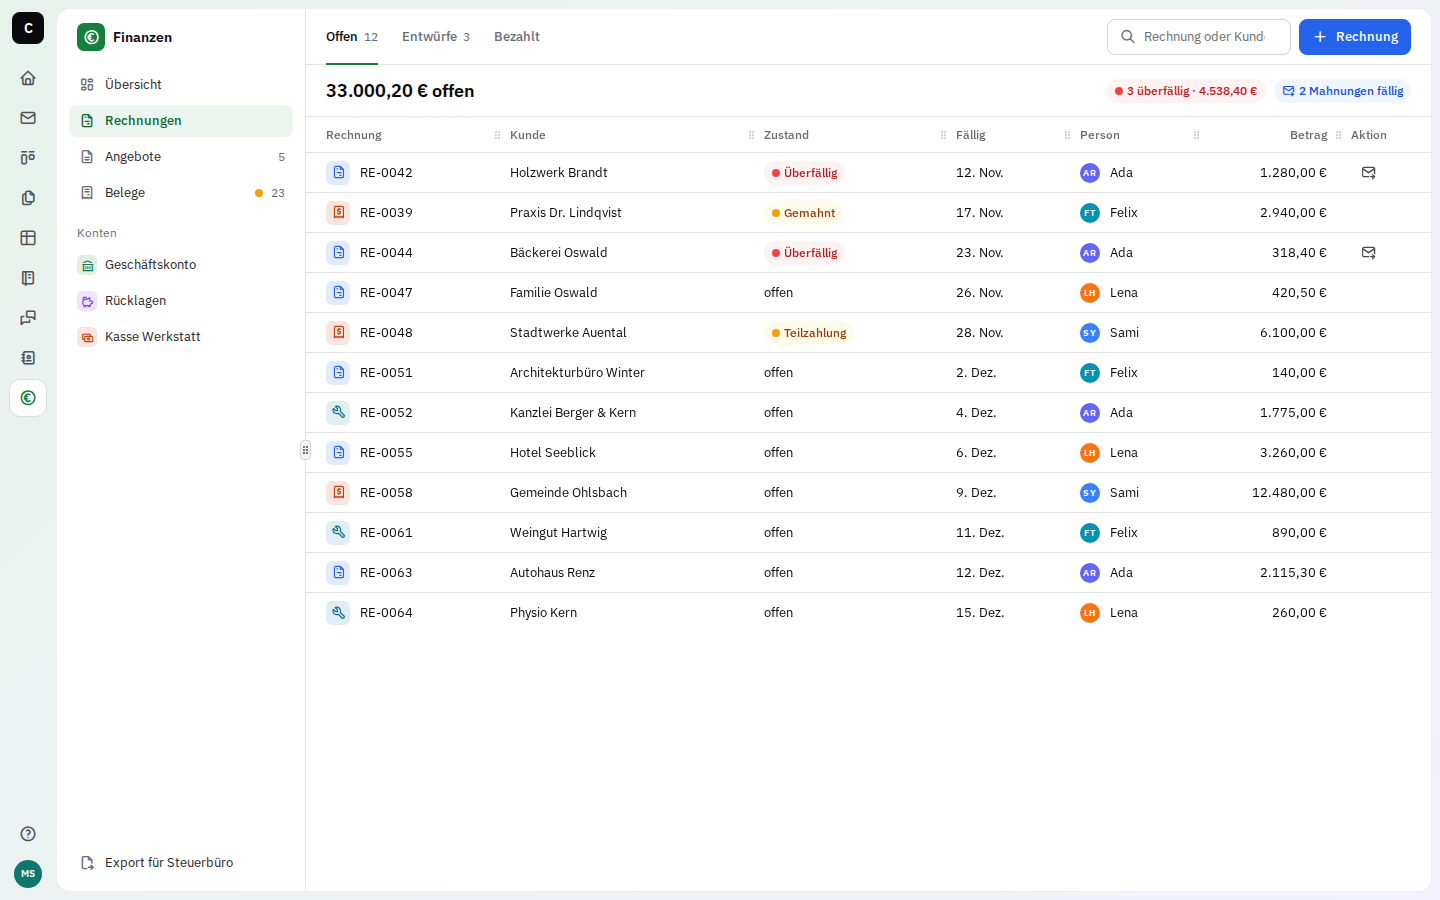 C
Finanzen
Übersicht
Rechnungen
Angebote 5
Belege 23
Konten
Geschäftskonto
Rücklagen
Kasse Werkstatt
Export für Steuerbüro
MS
Offen 12 Entwürfe 3 Bezahlt
Rechnung oder Kund
Rechnung
33.000,20 € offen
3 überfällig · 4.538,40 €
2 Mahnungen fällig
Rechnung Kunde Zustand Fällig Person Betrag Aktion
RE-0042 Holzwerk Brandt Überfällig 12. Nov. AR Ada 1.280,00 €
RE-0039 Praxis Dr. Lindqvist Gemahnt 17. Nov. FT Felix 2.940,00 €
RE-0044 Bäckerei Oswald Überfällig 23. Nov. AR Ada 318,40 €
RE-0047 Familie Oswald offen 26. Nov. LH Lena 420,50 €
RE-0048 Stadtwerke Auental Teilzahlung 28. Nov. SY Sami 6.100,00 €
RE-0051 Architekturbüro Winter offen 2. Dez. FT Felix 140,00 €
RE-0052 Kanzlei Berger & Kern offen 4. Dez. AR Ada 1.775,00 €
RE-0055 Hotel Seeblick offen 6. Dez. LH Lena 3.260,00 €
RE-0058 Gemeinde Ohlsbach offen 9. Dez. SY Sami 12.480,00 €
RE-0061 Weingut Hartwig offen 11. Dez. FT Felix 890,00 €
RE-0063 Autohaus Renz offen 12. Dez. AR Ada 2.115,30 €
RE-0064 Physio Kern offen 15. Dez. LH Lena 260,00 €